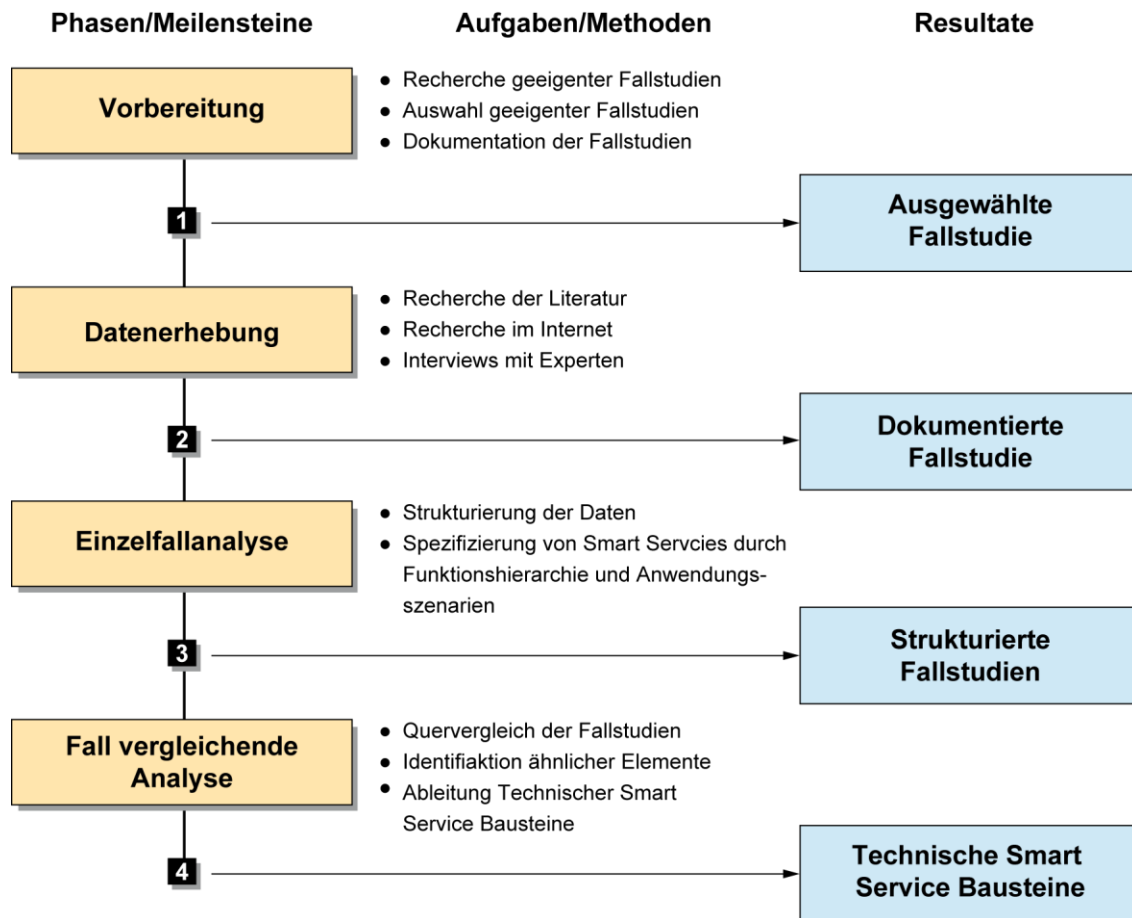 Phasen/Meilensteine
Aufgaben/Methoden
Resultate
Vorbereitung
● Recherche geeigenter Fallstudien
● Auswahl geeigenter Fallstudien
● Dokumentation der Fallstudien
1
Ausgewählte
Fallstudie
Datenerhebung
● Recherche der Literatur
● Recherche im Internet
● Interviews mit Experten
2
Dokumentierte
Fallstudie
Einzelfallanalyse
● Strukturierung der Daten
● Spezifizierung von Smart Servcies durch
Funktionshierarchie und Anwendungs-
szenarien
3
Strukturierte
Fallstudien
Fall vergleichende
Analyse
● Quervergleich der Fallstudien
● Identifiaktion ähnlicher Elemente
● Ableitung Technischer Smart
Service Bausteine
4
Technische Smart
Service Bausteine